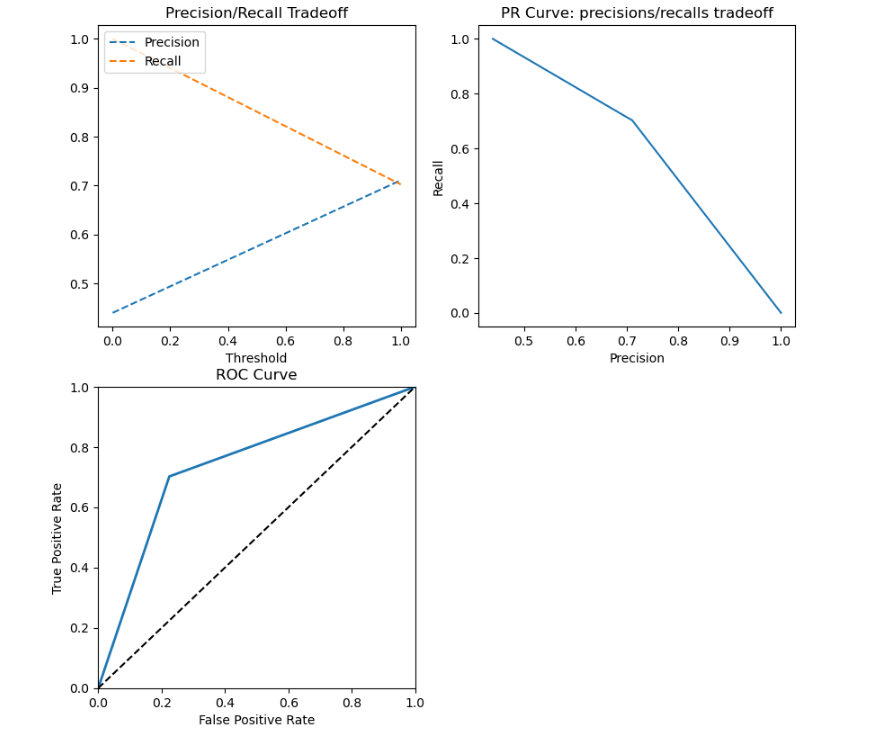 Precision/Recall Tradeoff
1.0
0.9
0.8
0.7
0.6
0.5
0.0 0.2 0.4 0.6 0.8 1.0
Threshold
Precision
Recall
PR Curve: precisions/recalls tradeoff
Recall
1.0
0.8
0.6
0.4
0.2
0.0
0.5 0.6 0.7 0.8 0.9 1.0
Precision
ROC Curve
True Positive Rate
1.0
0.8
0.6
0.4
0.2
0.0
0.0 0.2 0.4 0.6 0.8 1.0
False Positive Rate